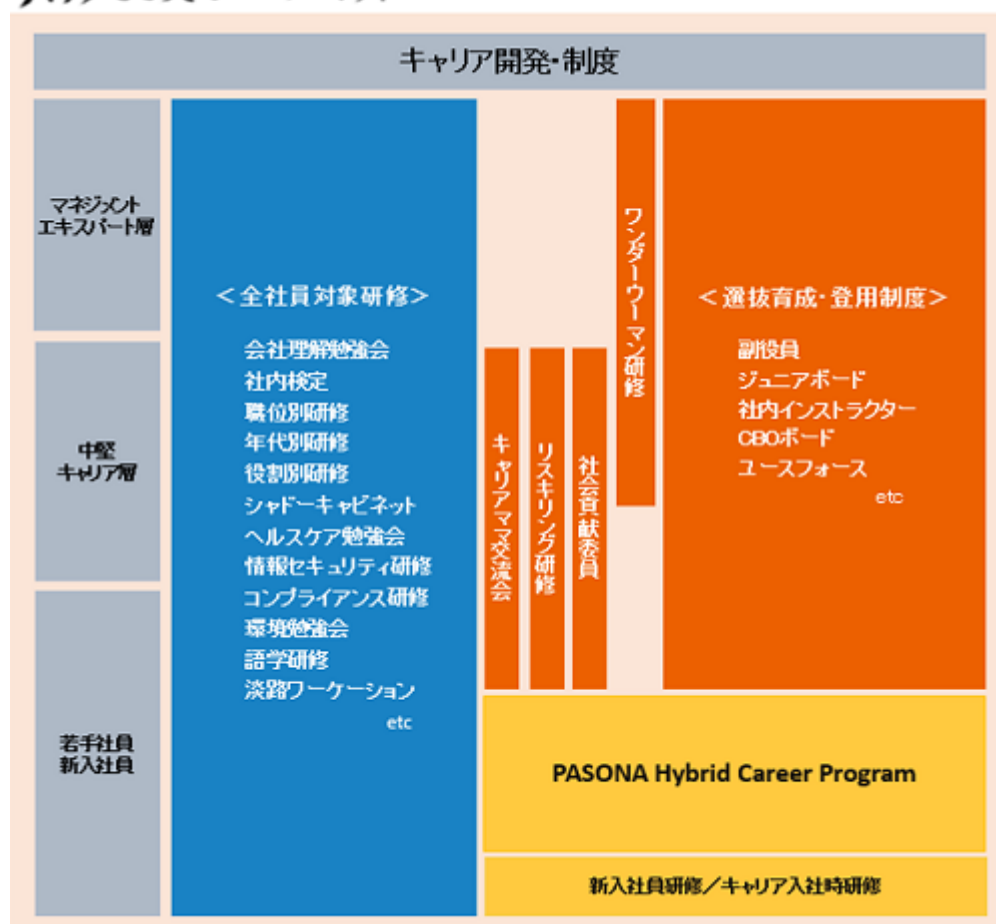 キャリア開発・制度
マネジメント
エキスパート層
中堅
キャリア層
若手社員
新入社員
＜全社員対象研修＞
会社理解勉強会
社内検定
職位別研修
年代別研修
役割別研修
シャドーキャビネット
ヘルスケア勉強会
情報セキュリティ研修
コンプライアンス研修
環境勉強会
語学研修
淡路ワーケーション
etc
キャリアママ交流会
リスキリング研修
社会貢献委員
ワンダーウーマン研修
＜選抜育成・登用制度＞
副役員
ジュニアボード
社内インストラクター
CBOボード
ユースフォース
etc
PASONA Hybrid Career Program
新入社員研修／キャリア入社時研修